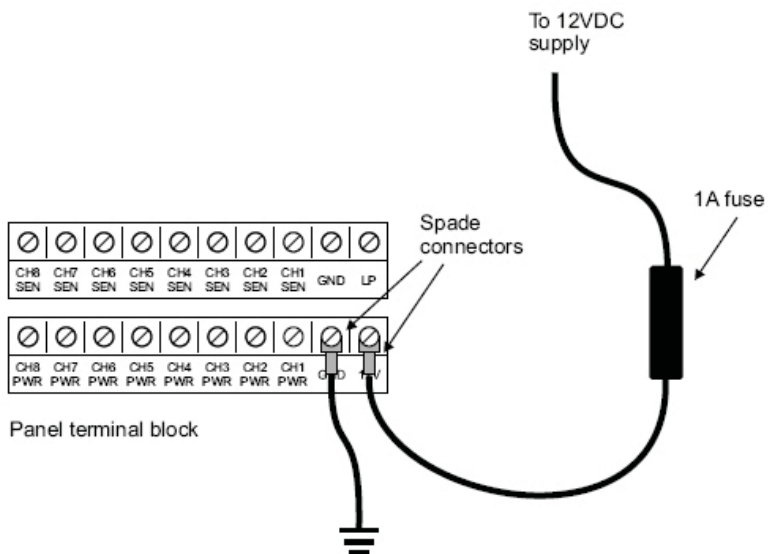 To 12VDC
supply
1A fuse
Spade
connectors
CH8 CH7 CH6 CH5 CH4 CH3 CH2 CH1 GND LP
SEN SEN SEN SEN SEN SEN SEN SEN
CH8 CH7 CH6 CH5 CH4 CH3 CH2 CH1
PWR PWR PWR PWR PWR PWR PWR PWR
Panel terminal block